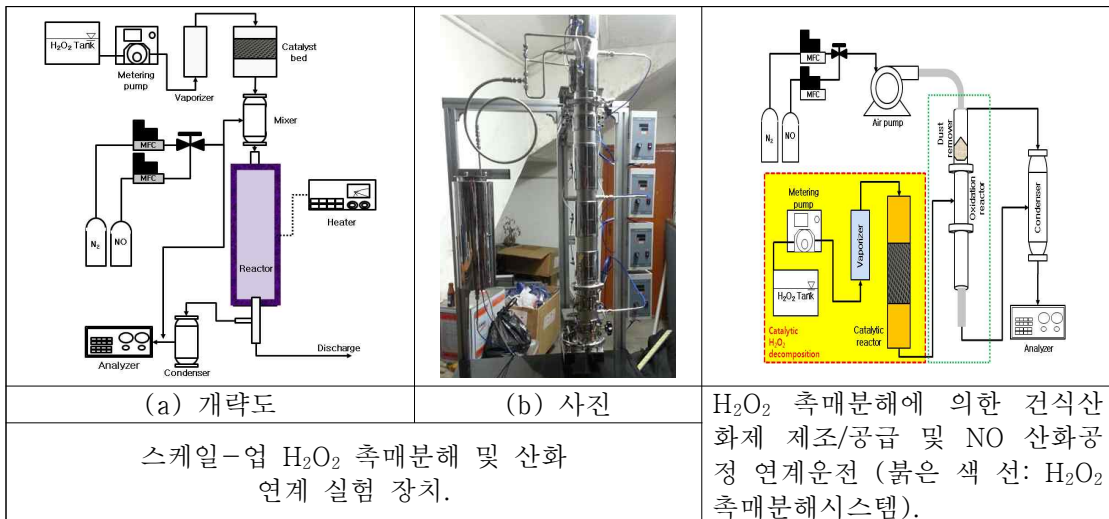 H₂O₂ Tank
Metering
pump
Vaporizer
Catalyst
bed
Mixer
MFC
MFC
N₂
NO
Heater
Reactor
Analyzer
Condenser
Discharge
MFC
MFC
N₂
NO
Air pump
Dust
remover
Oxidation
reactor
Condenser
Metering
pump
Vaporizer
H₂O₂ Tank
Catalytic
H₂O₂
decomposition
Catalytic
reactor
Analyzer
(a) 개략도
(b) 사진
스케일-업 H₂O₂ 촉매분해 및 산화
연계 실험 장치.
H₂O₂ 촉매분해에 의한 건식산
화제 제조/공급 및 NO 산화공
정 연계운전 (붉은 색 선: H₂O₂
촉매분해시스템).